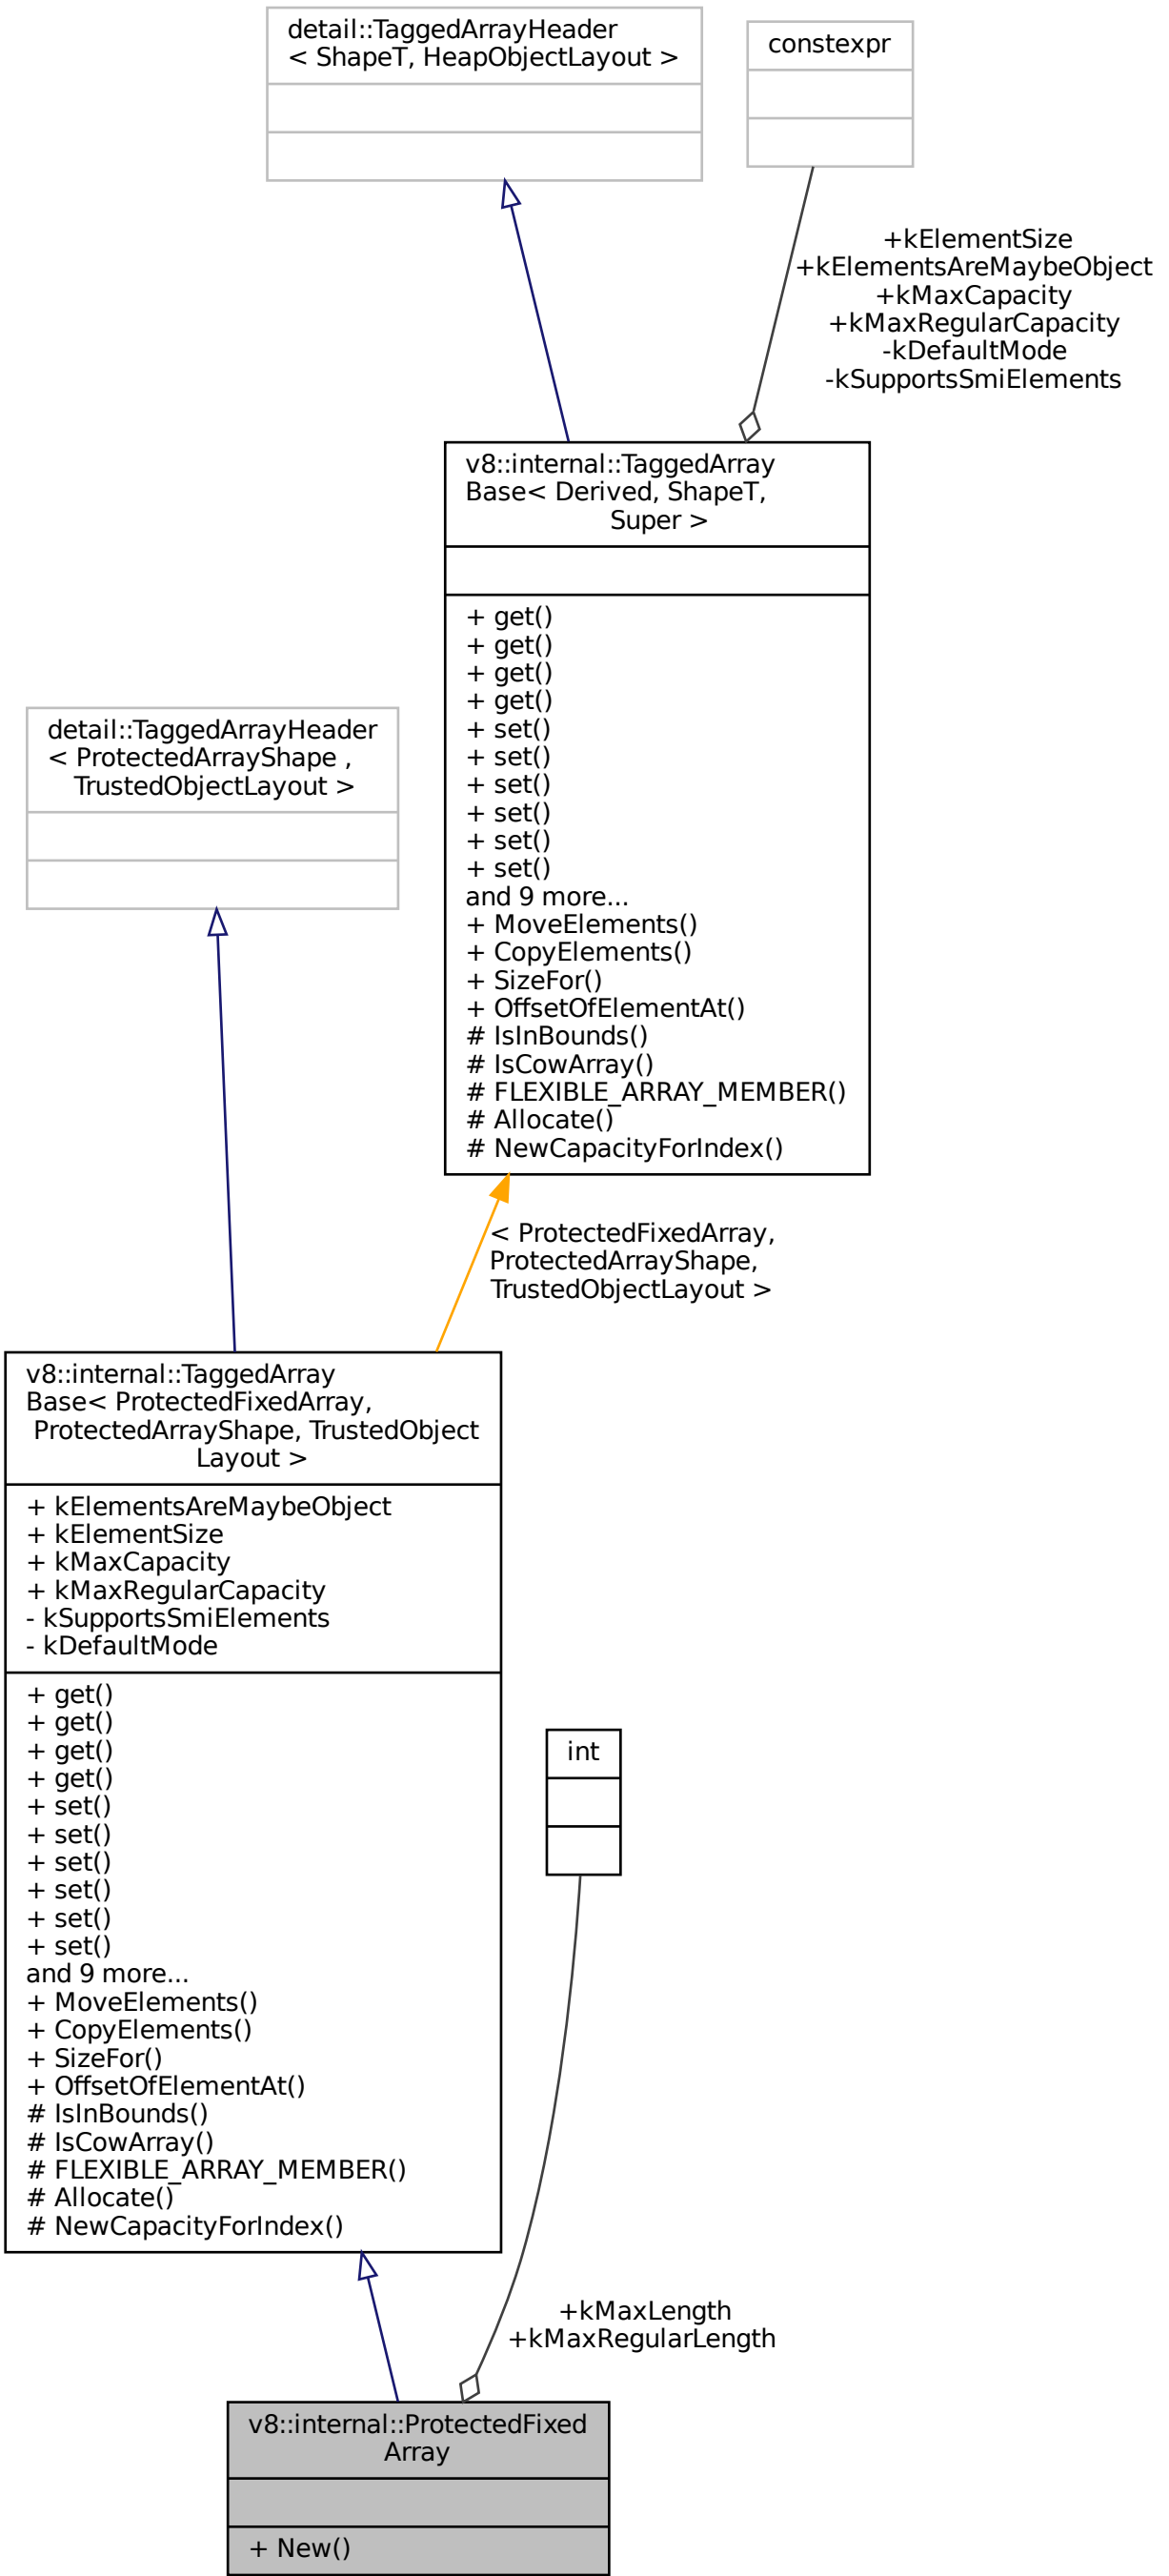 detail::TaggedArrayHeader
< ShapeT, HeapObjectLayout >
constexpr
+kElementSize
+kElementsAreMaybeObject
+kMaxCapacity
+kMaxRegularCapacity
-kDefaultMode
-kSupportsSmiElements
v8::internal::TaggedArray
Base< Derived, ShapeT,
Super >
+ get()
+ get()
+ get()
+ get()
+ set()
+ set()
+ set()
+ set()
+ set()
+ set()
and 9 more...
+ MoveElements()
+ CopyElements()
+ SizeFor()
+ OffsetOfElementAt()
# IsInBounds()
# IsCowArray()
# FLEXIBLE_ARRAY_MEMBER()
# Allocate()
# NewCapacityForIndex()
detail::TaggedArrayHeader
< ProtectedArrayShape ,
TrustedObjectLayout >
< ProtectedFixedArray,
ProtectedArrayShape,
TrustedObjectLayout >
v8::internal::TaggedArray
Base< ProtectedFixedArray,
ProtectedArrayShape, TrustedObject
Layout >
+ kElementsAreMaybeObject
+ kElementSize
+ kMaxCapacity
+ kMaxRegularCapacity
- kSupportsSmiElements
- kDefaultMode
+ get()
+ get()
+ get()
+ get()
+ set()
+ set()
+ set()
+ set()
+ set()
+ set()
and 9 more...
+ MoveElements()
+ CopyElements()
+ SizeFor()
+ OffsetOfElementAt()
# IsInBounds()
# IsCowArray()
# FLEXIBLE_ARRAY_MEMBER()
# Allocate()
# NewCapacityForIndex()
int
+kMaxLength
+kMaxRegularLength
v8::internal::ProtectedFixed
Array
+ New()